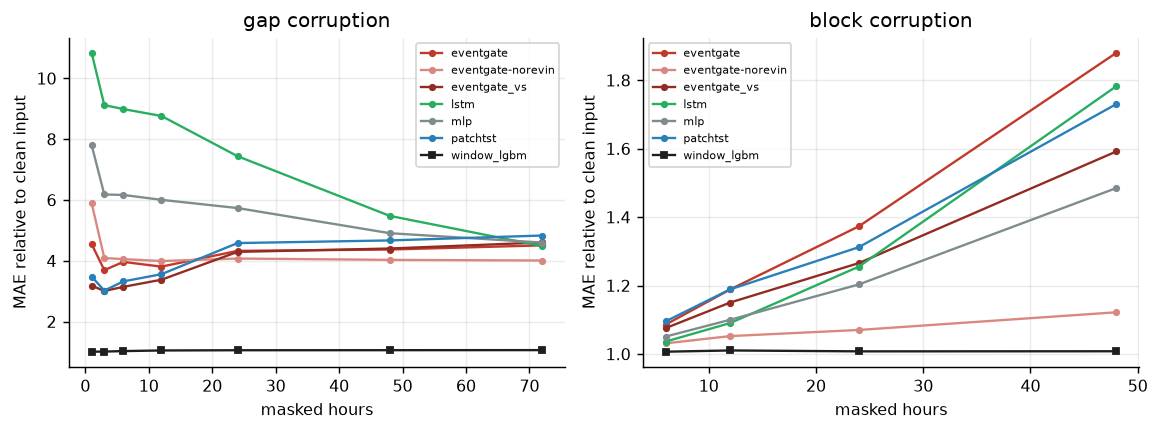 gap corruption
MAE relative to clean input
10
8
6
4
2
0 10 20 30 40 50 60 70
masked hours
eventgate
eventgate-norevin
eventgate_vs
lstm
mlp
patchtst
window_lgbm
block corruption
MAE relative to clean input
1.8
1.6
1.4
1.2
1.0
10 20 30 40 50
masked hours
eventgate
eventgate-norevin
eventgate_vs
lstm
mlp
patchtst
window_lgbm